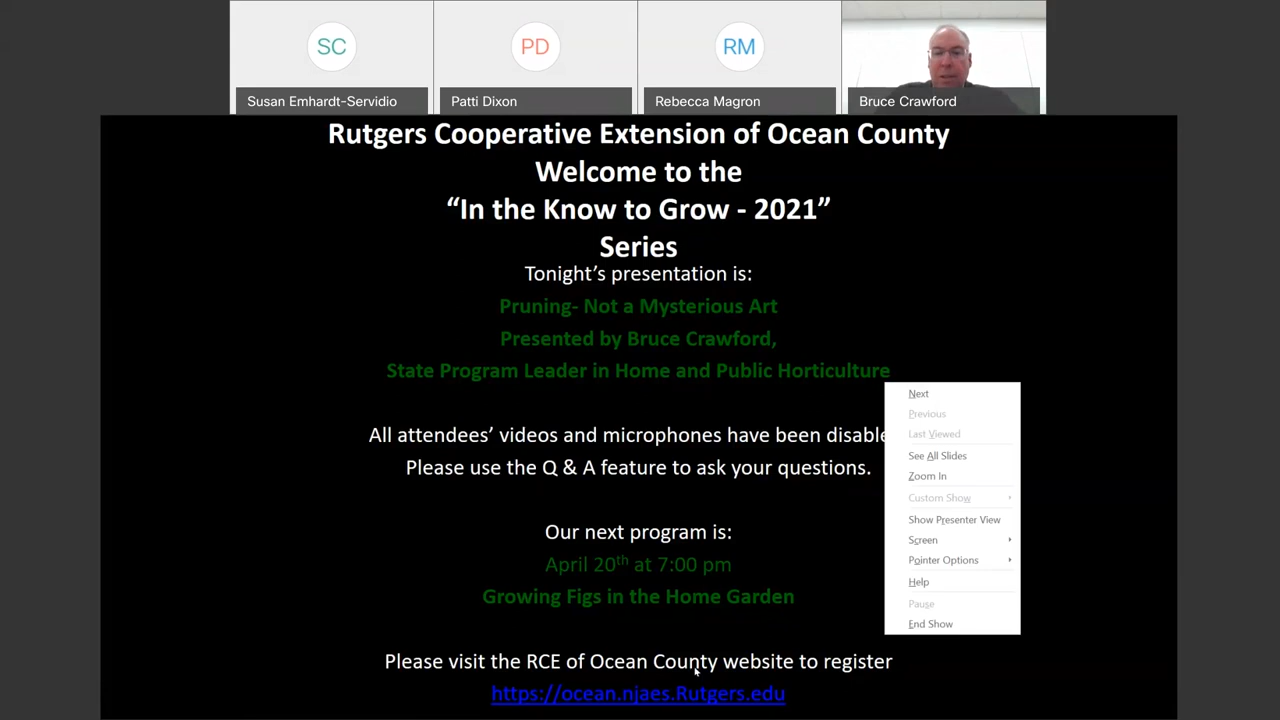 SC
PD
RM
Susan Emhardt-Servidio
Patti Dixon
Rebecca Magron
Bruce Crawford
Rutgers Cooperative Extension of Ocean County
Welcome to the
“In the Know to Grow - 2021”
Series
Tonight’s presentation is:
Pruning- Not a Mysterious Art
Presented by Bruce Crawford,
State Program Leader in Home and Public Horticulture
All attendees’ videos and microphones have been disable
Please use the Q & A feature to ask your questions.
Our next program is:
April 20th at 7:00 pm
Growing Figs in the Home Garden
Please visit the RCE of Ocean County website to register
https://ocean.njaes.Rutgers.edu
Next
Previous
Last Viewed
See All Slides
Zoom In
Custom Show
Show Presenter View
Screen
Pointer Options
Help
Pause
End Show